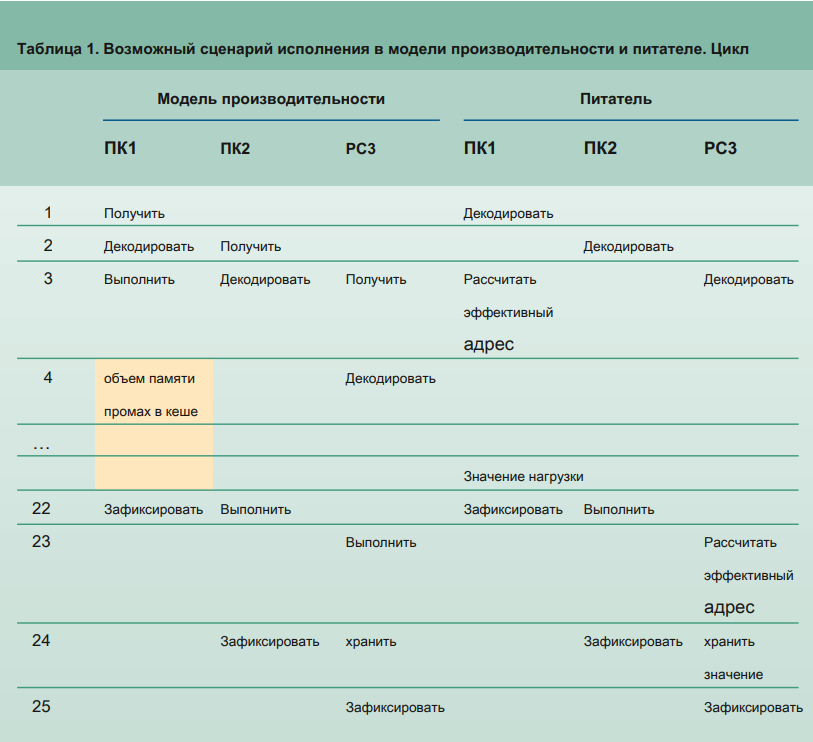 Таблица 1. Возможный сценарий исполнения в модели производительности и питателе. Цикл
Модель производительности Питатель
ПК1 ПК2 РС3 ПК1 ПК2 РС3
1 Получить Декодировать
2 Декодировать Получить Декодировать
3 Выполнить Декодировать Получить Рассчитать Декодировать
эффективный
адрес
4 объем памяти Декодировать
промах в кеше
…
Значение нагрузки
22 Зафиксировать Выполнить Зафиксировать Выполнить
23 Выполнить Рассчитать
эффективный
адрес
24 Зафиксировать хранить Зафиксировать хранить
значение
25 Зафиксировать Зафиксировать